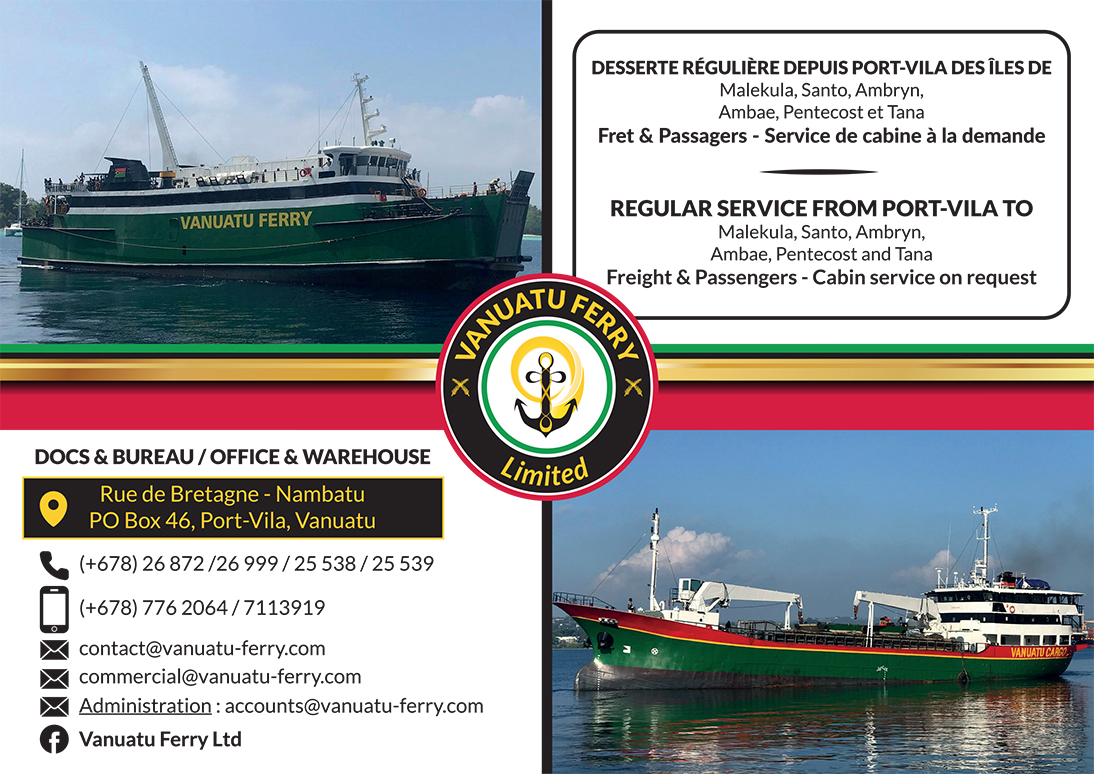 VANUATU FERRY
DESSERTE RÉGULIÈRE DEPUIS PORT-VILA DES ÎLES DE
Malekula, Santo, Ambryn,
Ambae, Pentecost et Tana
Fret & Passagers - Service de cabine à la demande
REGULAR SERVICE FROM PORT-VILA TO
Malekula, Santo, Ambryn,
Ambae, Pentecost and Tana
Freight & Passengers - Cabin service on request
VANUATU FERRY
Limited
DOCS & BUREAU / OFFICE & WAREHOUSE
Rue de Bretagne - Nambatu
PO Box 46, Port-Vila, Vanuatu
(+678) 26 872 /26 999 / 25 538 / 25 539
(+678) 776 2064 / 7113919
contact@vanuatu-ferry.com
commercial@vanuatu-ferry.com
Administration : accounts@vanuatu-ferry.com
Vanuatu Ferry Ltd
VANUATU CARGO